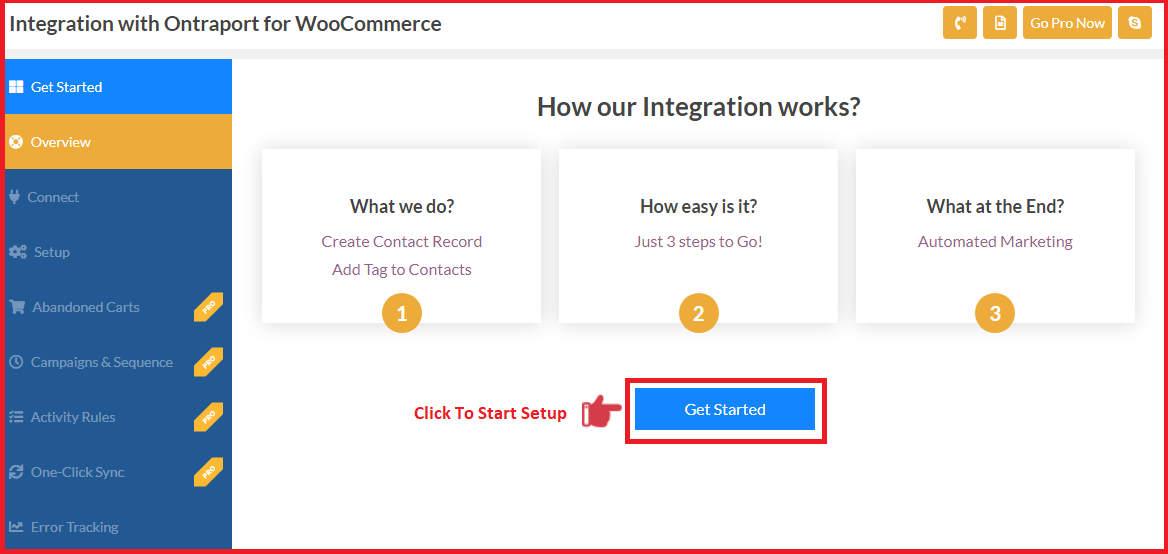 Integration with Ontraport for WooCommerce
Go Pro Now
Get Started
Overview
Connect
Setup
Abandoned Carts
PRO
Campaigns & Sequence
PRO
Activity Rules
PRO
One-Click Sync
PRO
Error Tracking
How our Integration works?
What we do?
Create Contact Record
Add Tag to Contacts
1
How easy is it?
Just 3 steps to Go!
2
What at the End?
Automated Marketing
3
Click To Start Setup
Get Started